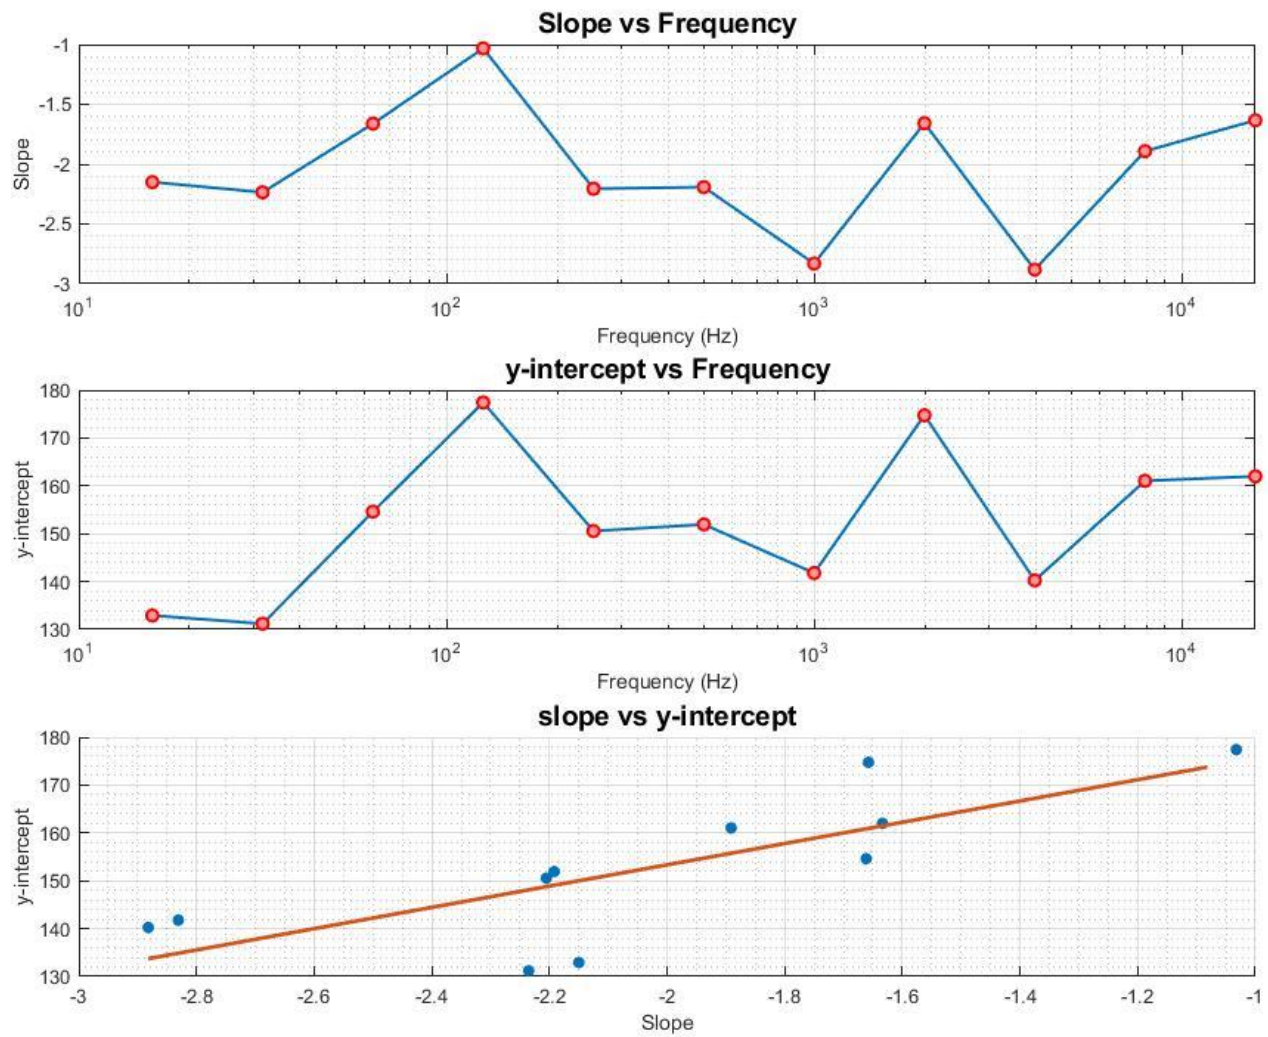 Slope vs Frequency
-1
-1.5
-2
-2.5
-3
Slope
10^1 10^2 10^3 10^4
Frequency (Hz)
y-intercept vs Frequency
180
170
160
150
140
130
y-intercept
10^1 10^2 10^3 10^4
Frequency (Hz)
slope vs y-intercept
180
170
160
150
140
130
y-intercept
-3 -2.8 -2.6 -2.4 -2.2 -2 -1.8 -1.6 -1.4 -1.2 -1
Slope